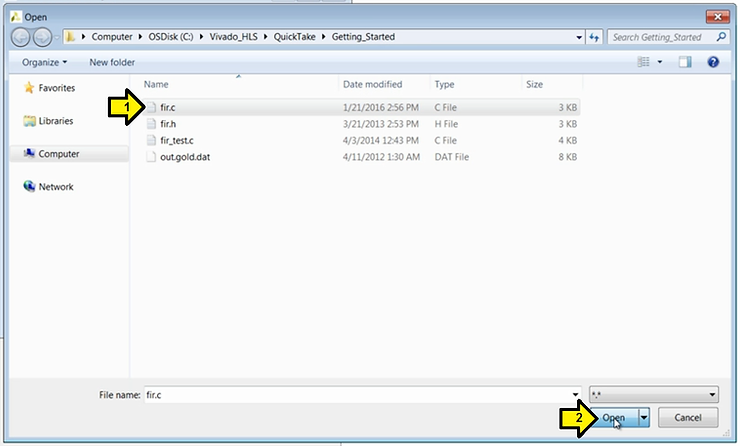 Open
Computer OSDisk (C:) Vivado_HLS QuickTake Getting_Started Search Getting_Started
Organize New folder
Favorites
Libraries
Computer
Network
Name Date modified Type Size
1 fir.c 1/21/2016 2:56 PM C File 3 KB
fir.h 3/21/2013 2:53 PM H File 3 KB
fir_test.c 4/3/2014 12:43 PM C File 4 KB
out.gold.dat 4/11/2012 1:30 AM DAT File 8 KB
File name: fir.c *.*
2 Open Cancel